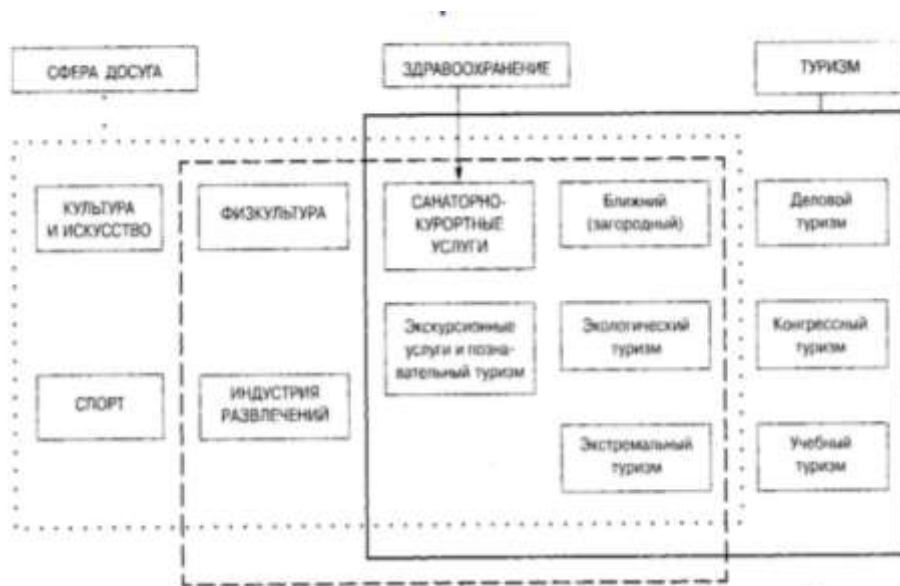 СФЕРА ДОСУГА
ЗДРАВООХРАНЕНИЕ
ТУРИЗМ
КУЛЬТУРА
И ИСКУССТВО
ФИЗКУЛЬТУРА
САНАТОРНО-
КУРОРТНЫЕ
УСЛУГИ
Ближний
(загородный)
Деловой
туризм
Экскурсионные
услуги и позна-
вательный туризм
Экологический
туризм
Конгрессный
туризм
СПОРТ
ИНДУСТРИЯ
РАЗВЛЕЧЕНИЙ
Экстремальный
туризм
Учебный
туризм